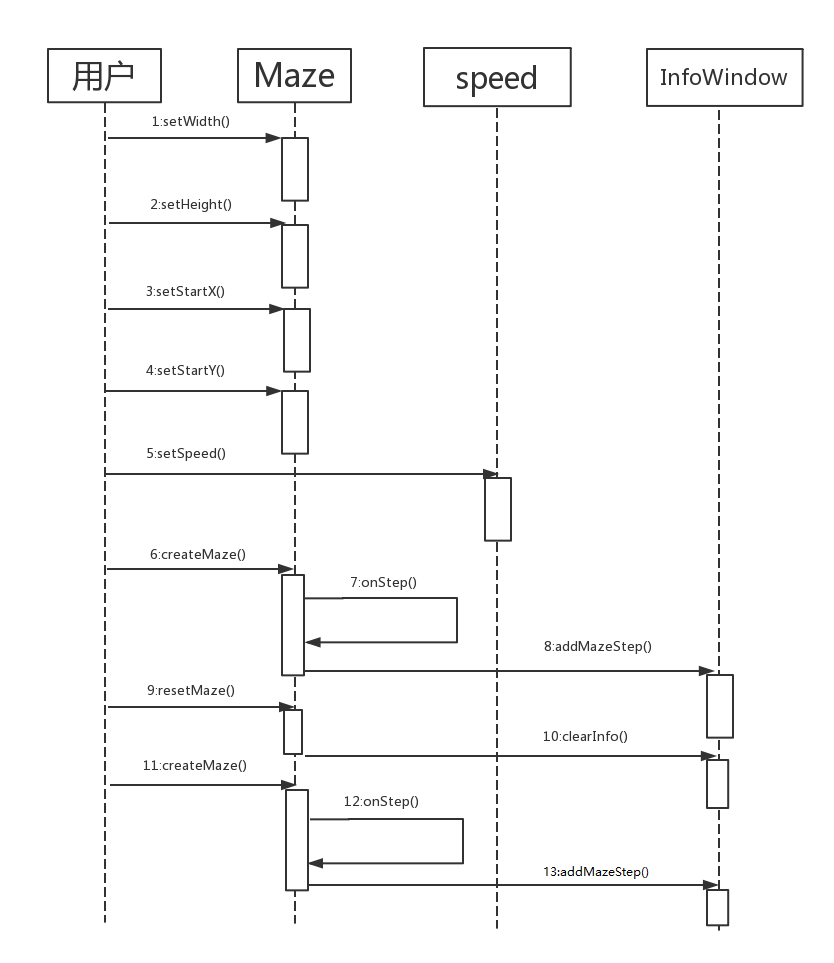 用户
Maze
speed
InfoWindow
1:setWidth()
2:setHeight()
3:setStartX()
4:setStartY()
5:setSpeed()
6:createMaze()
7:onStep()
8:addMazeStep()
9:resetMaze()
10:clearInfo()
11:createMaze()
12:onStep()
13:addMazeStep()